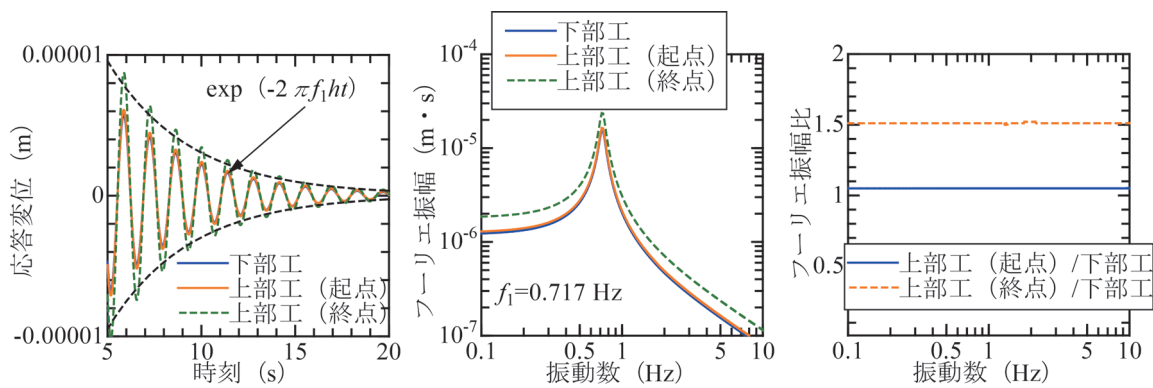 応答変位 (m)
0.00001
0
-0.00001
exp (-2 πf₁ht)
下部工
上部工（起点）
上部工（終点）
5
10
15
20
時刻 (s)
フーリエ振幅 (m・s)
10⁻⁴
10⁻⁵
10⁻⁶
10⁻⁷
下部工
上部工（起点）
上部工（終点）
f₁=0.717 Hz
0.1
0.5
1
5
10
振動数 (Hz)
フーリエ振幅比
2
1.5
1
0.5
0
上部工（起点）/下部工
上部工（終点）/下部工
0.1
0.5
1
5
10
振動数 (Hz)